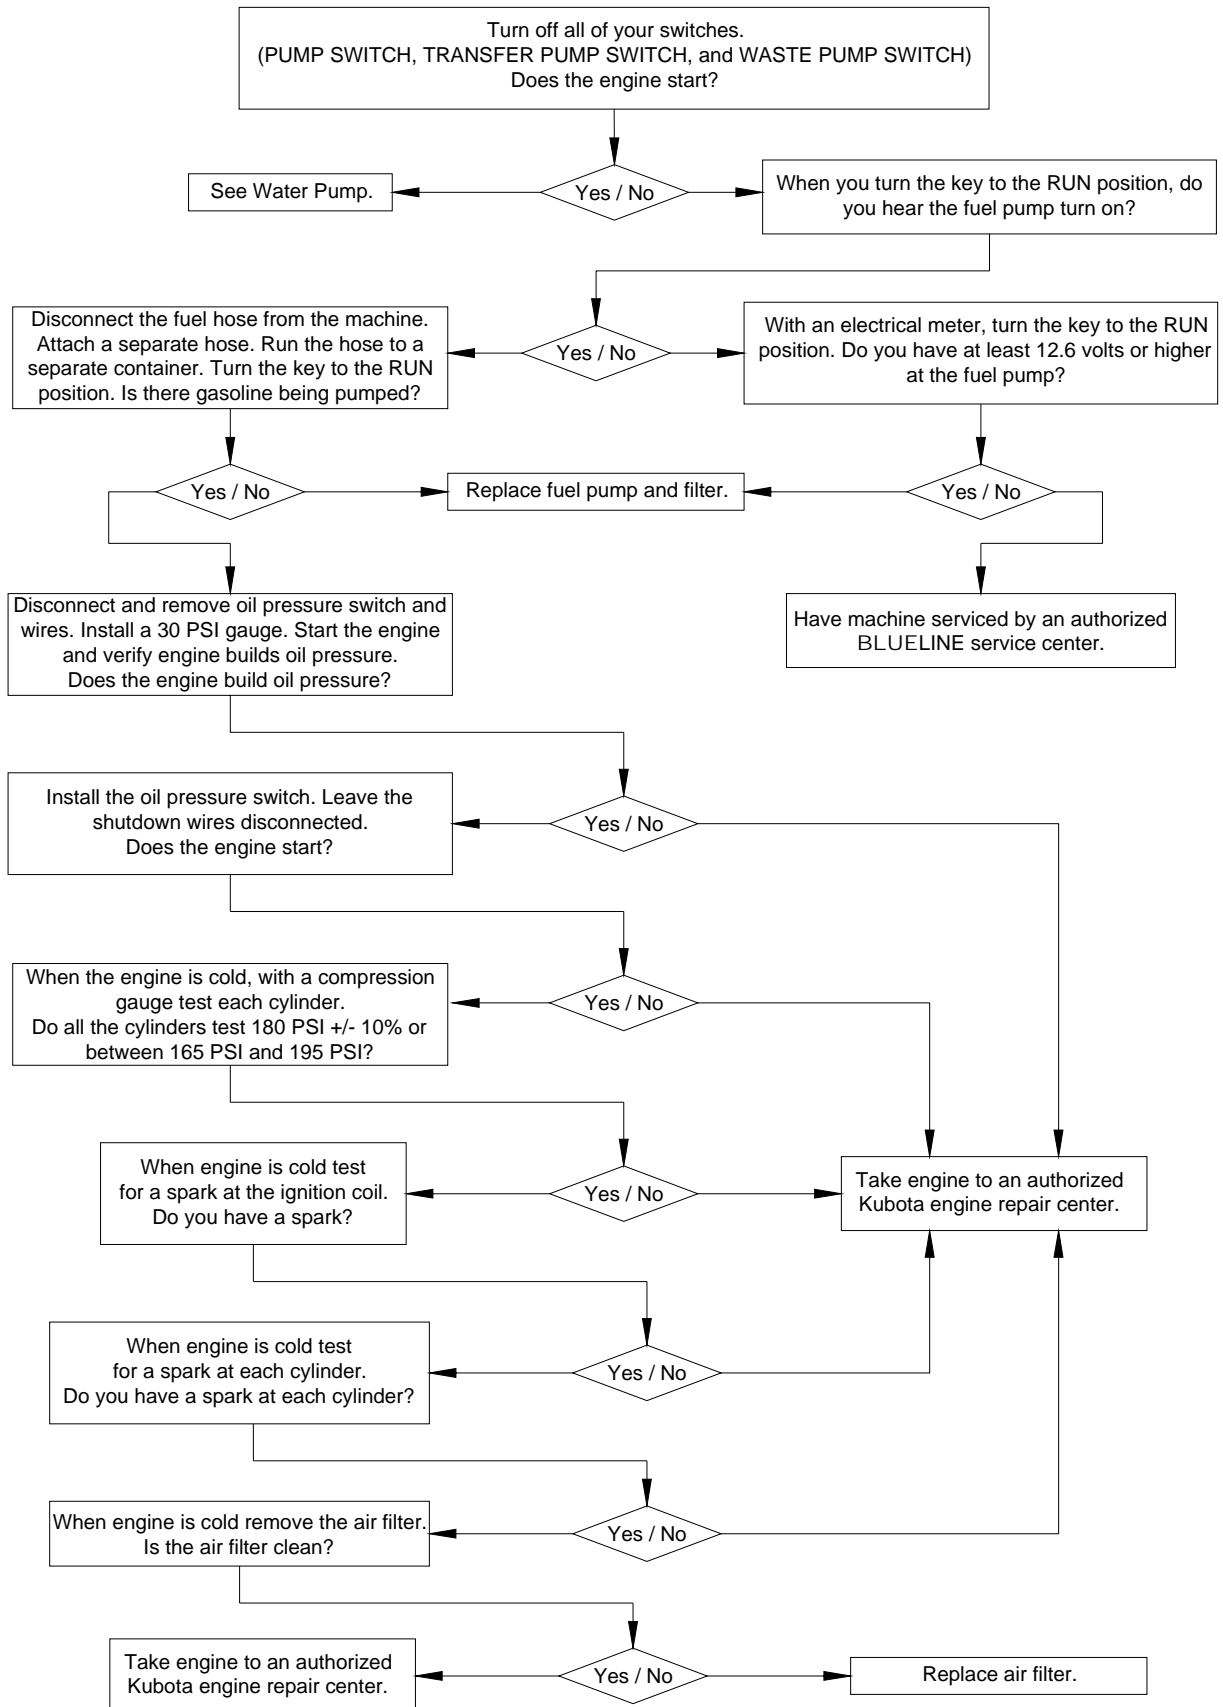 Turn off all of your switches.
(PUMP SWITCH, TRANSFER PUMP SWITCH, and WASTE PUMP SWITCH)
Does the engine start?
See Water Pump.
Yes / No
When you turn the key to the RUN position, do
you hear the fuel pump turn on?
Disconnect the fuel hose from the machine.
Attach a separate hose. Run the hose to a
separate container. Turn the key to the RUN
position. Is there gasoline being pumped?
Yes / No
With an electrical meter, turn the key to the RUN
position. Do you have at least 12.6 volts or higher
at the fuel pump?
Yes / No
Replace fuel pump and filter.
Yes / No
Disconnect and remove oil pressure switch and
wires. Install a 30 PSI gauge. Start the engine
and verify engine builds oil pressure.
Does the engine build oil pressure?
Have machine serviced by an authorized
BLUELINE service center.
Install the oil pressure switch. Leave the
shutdown wires disconnected.
Does the engine start?
Yes / No
When the engine is cold, with a compression
gauge test each cylinder.
Do all the cylinders test 180 PSI +/- 10% or
between 165 PSI and 195 PSI?
Yes / No
When engine is cold test
for a spark at the ignition coil.
Do you have a spark?
Yes / No
Take engine to an authorized
Kubota engine repair center.
When engine is cold test
for a spark at each cylinder.
Do you have a spark at each cylinder?
Yes / No
When engine is cold remove the air filter.
Is the air filter clean?
Yes / No
Take engine to an authorized
Kubota engine repair center.
Yes / No
Replace air filter.